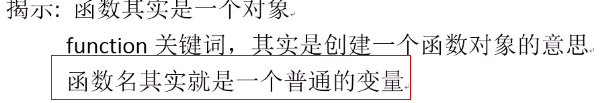 揭示: 函数其实是一个对象
function 关键词，其实是创建一个函数对象的意思
函数名其实就是一个普通的变量